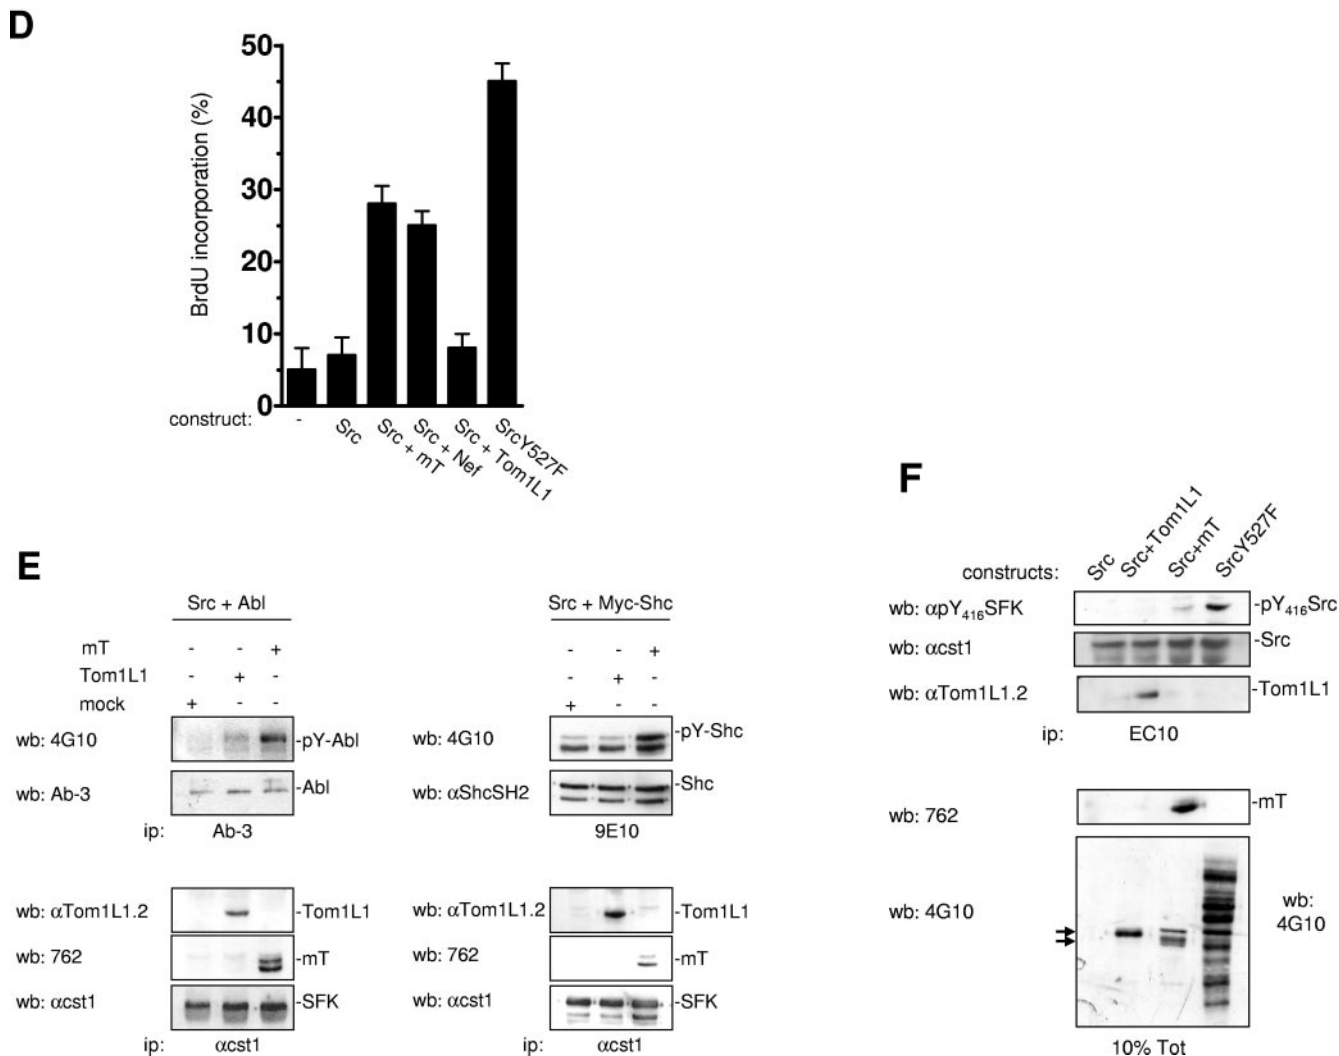 D
50
40
30
20
10
0
BrdU incorporation (%)
construct:
-
Src
Src + mT
Src + Nef
Src + Tom1L1
SrcY527F
E
Src + Abl
mT - - +
Tom1L1 - + -
mock + - -
wb: 4G10 -pY-Abl
wb: Ab-3 -Abl
ip: Ab-3
wb: αTom1L1.2 -Tom1L1
wb: 762 -mT
wb: αcst1 -SFK
ip: αcst1
Src + Myc-Shc
- - +
- + -
+ - -
wb: 4G10 -pY-Shc
wb: αShcSH2 -Shc
9E10
wb: αTom1L1.2 -Tom1L1
wb: 762 -mT
wb: αcst1 -SFK
ip: αcst1
F
constructs: Src Src+Tom1L1 Src+mT SrcY527F
wb: αpY416SFK -pY416Src
wb: αcst1 -Src
wb: αTom1L1.2 -Tom1L1
ip: EC10
wb: 762 -mT
wb: 4G10
wb:
4G10
10% Tot